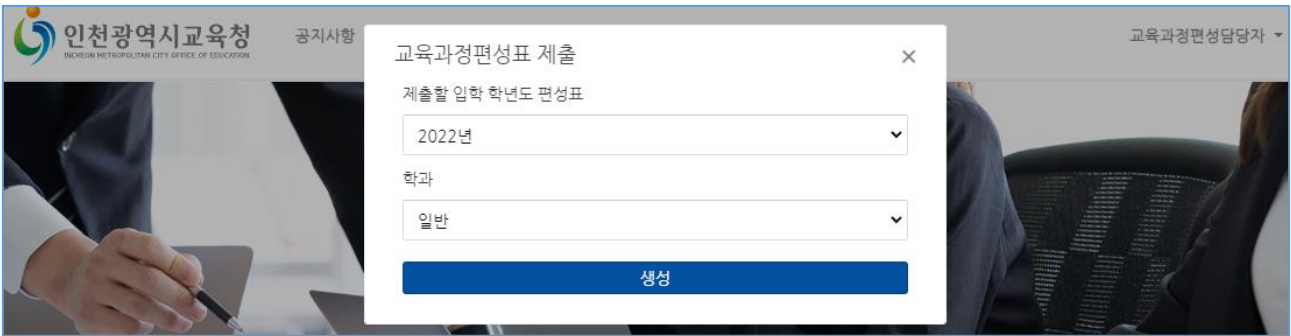 인천광역시교육청
INCHEON METROPOLITAN CITY OFFICE OF EDUCATION
공지사항
교육과정편성담당자
교육과정편성표 제출
×
제출할 입학 학년도 편성표
2022년
학과
일반
생성